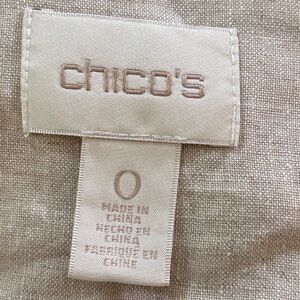 chico's
0
MADE IN
CHINA
HECHO EN
CHINA
FABRIQUÉ EN
CHINE